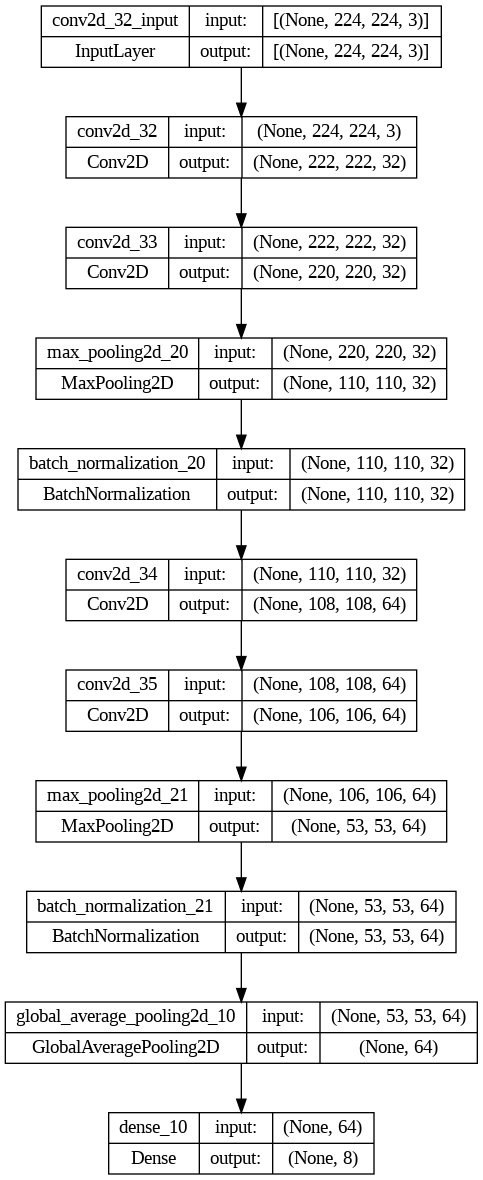 conv2d_32_input input: [(None, 224, 224, 3)]
InputLayer output: [(None, 224, 224, 3)]
conv2d_32 input: (None, 224, 224, 3)
Conv2D output: (None, 222, 222, 32)
conv2d_33 input: (None, 222, 222, 32)
Conv2D output: (None, 220, 220, 32)
max_pooling2d_20 input: (None, 220, 220, 32)
MaxPooling2D output: (None, 110, 110, 32)
batch_normalization_20 input: (None, 110, 110, 32)
BatchNormalization output: (None, 110, 110, 32)
conv2d_34 input: (None, 110, 110, 32)
Conv2D output: (None, 108, 108, 64)
conv2d_35 input: (None, 108, 108, 64)
Conv2D output: (None, 106, 106, 64)
max_pooling2d_21 input: (None, 106, 106, 64)
MaxPooling2D output: (None, 53, 53, 64)
batch_normalization_21 input: (None, 53, 53, 64)
BatchNormalization output: (None, 53, 53, 64)
global_average_pooling2d_10 input: (None, 53, 53, 64)
GlobalAveragePooling2D output: (None, 64)
dense_10 input: (None, 64)
Dense output: (None, 8)